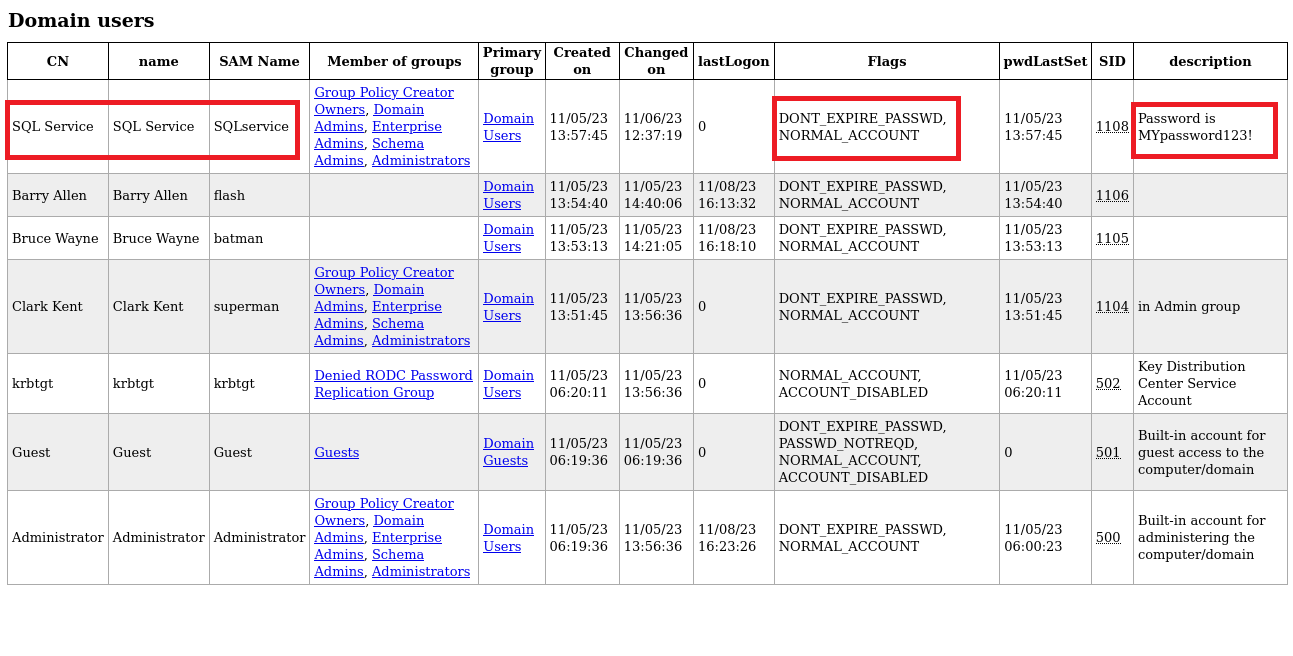 Domain users
CN name SAM Name Member of groups Primary group Created on Changed on lastLogon Flags pwdLastSet SID description
SQL Service SQL Service SQLservice Group Policy Creator Owners, Domain Admins, Enterprise Admins, Schema Admins, Administrators Domain Users 11/05/23 13:57:45 11/06/23 12:37:19 0 DONT_EXPIRE_PASSWD, NORMAL_ACCOUNT 11/05/23 13:57:45 1108 Password is MYpassword123!
Barry Allen Barry Allen flash Domain Users 11/05/23 13:54:40 11/05/23 14:40:06 11/08/23 16:13:32 DONT_EXPIRE_PASSWD, NORMAL_ACCOUNT 11/05/23 13:54:40 1106
Bruce Wayne Bruce Wayne batman Domain Users 11/05/23 13:53:13 11/05/23 14:21:05 11/08/23 16:18:10 DONT_EXPIRE_PASSWD, NORMAL_ACCOUNT 11/05/23 13:53:13 1105
Clark Kent Clark Kent superman Group Policy Creator Owners, Domain Admins, Enterprise Admins, Schema Admins, Administrators Domain Users 11/05/23 13:51:45 11/05/23 13:56:36 0 DONT_EXPIRE_PASSWD, NORMAL_ACCOUNT 11/05/23 13:51:45 1104 in Admin group
krbtgt krbtgt krbtgt Denied RODC Password Replication Group Domain Users 11/05/23 06:20:11 11/05/23 13:56:36 0 NORMAL_ACCOUNT, ACCOUNT_DISABLED 11/05/23 06:20:11 502 Key Distribution Center Service Account
Guest Guest Guest Guests Domain Guests 11/05/23 06:19:36 11/05/23 06:19:36 0 DONT_EXPIRE_PASSWD, PASSWD_NOTREQD, NORMAL_ACCOUNT, ACCOUNT_DISABLED 0 501 Built-in account for guest access to the computer/domain
Administrator Administrator Administrator Group Policy Creator Owners, Domain Admins, Enterprise Admins, Schema Admins, Administrators Domain Users 11/05/23 06:19:36 11/05/23 13:56:36 11/08/23 16:23:26 DONT_EXPIRE_PASSWD, NORMAL_ACCOUNT 11/05/23 06:00:23 500 Built-in account for administering the computer/domain